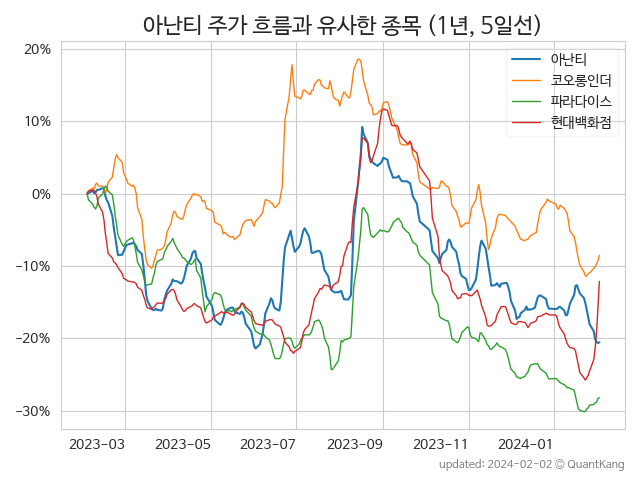 아난티 주가 흐름과 유사한 종목 (1년, 5일선)
아난티
코오롱인더
파라다이스
현대백화점
20%
10%
0%
−10%
−20%
−30%
2023-03 2023-05 2023-07 2023-09 2023-11 2024-01
updated: 2024-02-02 © QuantKang